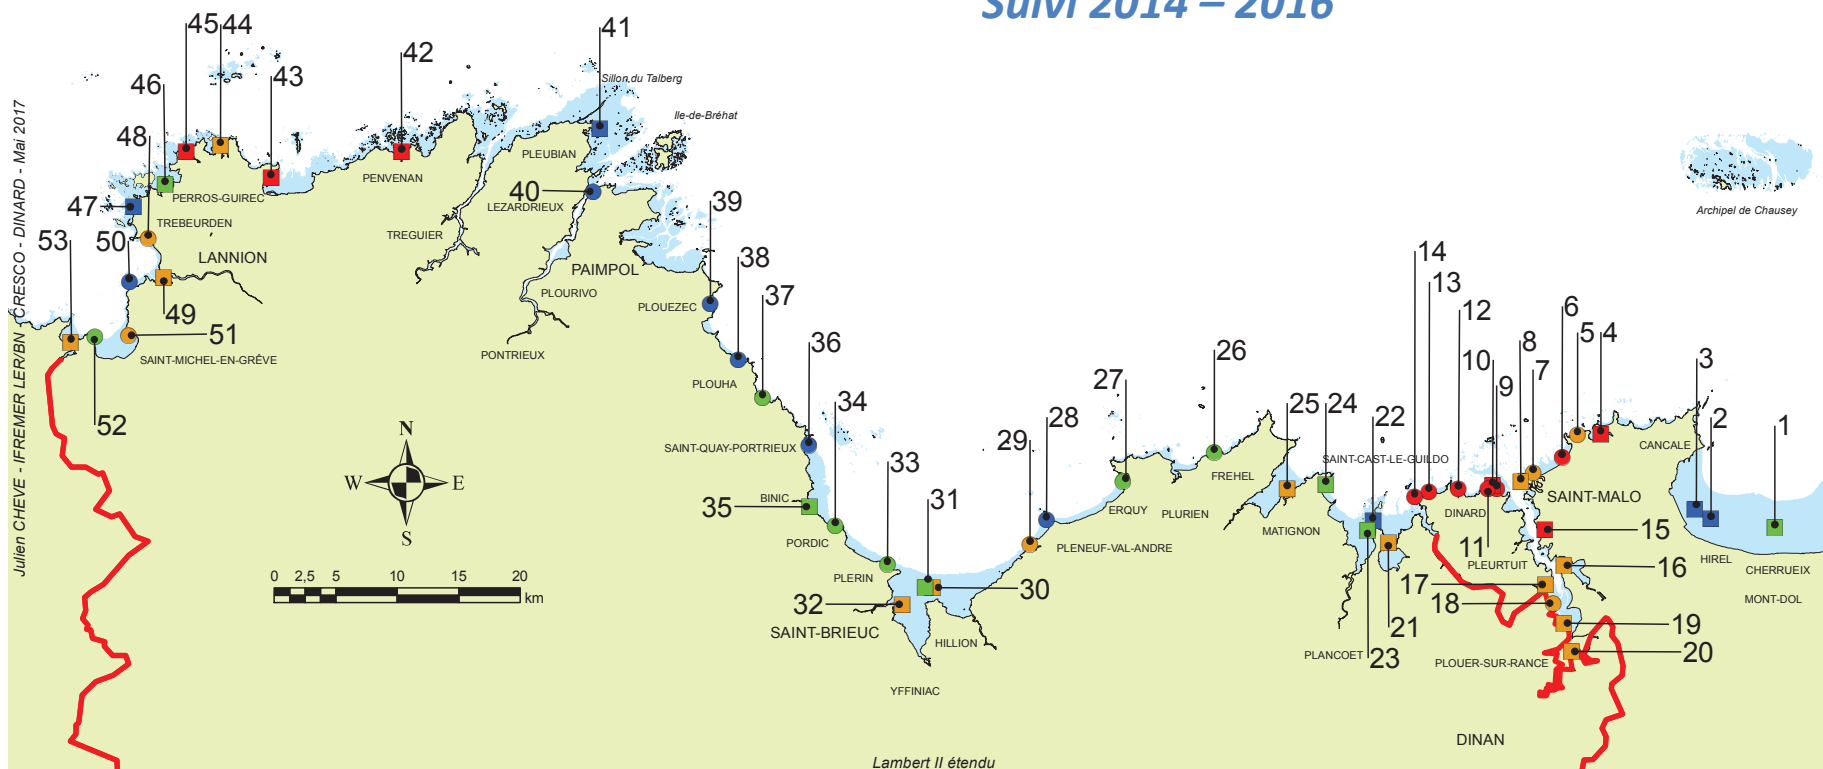 Suivi 2014 – 2016
45
44
41
42
43
46
48
Sillon du Talberg
Ile-de-Bréhat
PLEUBIAN
PENVENAN
40
PERROS-GUIREC
LEZARDRIEUX
47
TREBEURDEN
TREGUIER
53
50
LANNION
PAIMPOL
PLOURIVO
49
51
SAINT-MICHEL-EN-GRÊVE
PONTRIEUX
52
39
38
PLOUEZEC
37
36
PLOUHA
34
SAINT-QUAY-PORTRIEUX
33
BINIC
35
PORDIC
31
PLERIN
30
32
SAINT-BRIEUC
HILLION
YFFINIAC
29
28
27
26
ERQUY
PLURIEN
FREHEL
PLENEUF-VAL-ANDRE
25
24
22
SAINT-CAST-LE-GUILDO
MATIGNON
14
13
12
10
9
8
7
6
5
4
3
2
1
CANCALE
DINARD
SAINT-MALO
11
15
PLEURTUIT
HIREL
CHERRUEIX
16
17
MONT-DOL
18
21
19
PLANCOET
23
PLOUER-SUR-RANCE
20
DINAN
Archipel de Chausey
N
W
E
S
0 2,5 5 10 15 20
km
Lambert II étendu
Julien CHEVE - IFREMER LER/BN - CRESCO - DINARD - Mai 2017